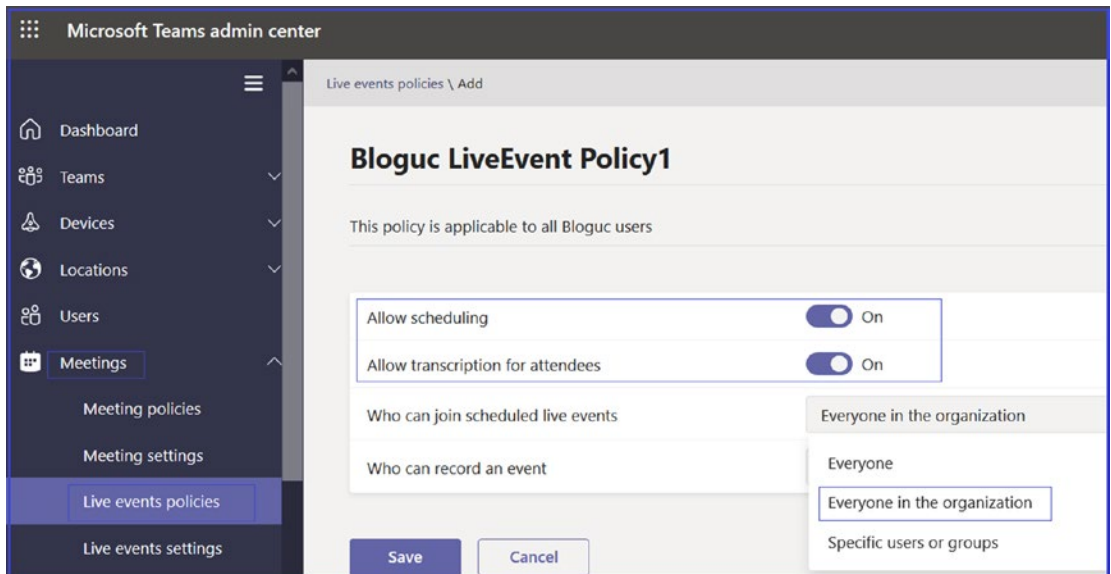 Microsoft Teams admin center
Live events policies \ Add
Dashboard
Teams
Devices
Locations
Users
Meetings
Meeting policies
Meeting settings
Live events policies
Live events settings
Bloguc LiveEvent Policy1
This policy is applicable to all Bloguc users
Allow scheduling On
Allow transcription for attendees On
Who can join scheduled live events Everyone in the organization
Who can record an event
Everyone
Everyone in the organization
Specific users or groups
Save Cancel